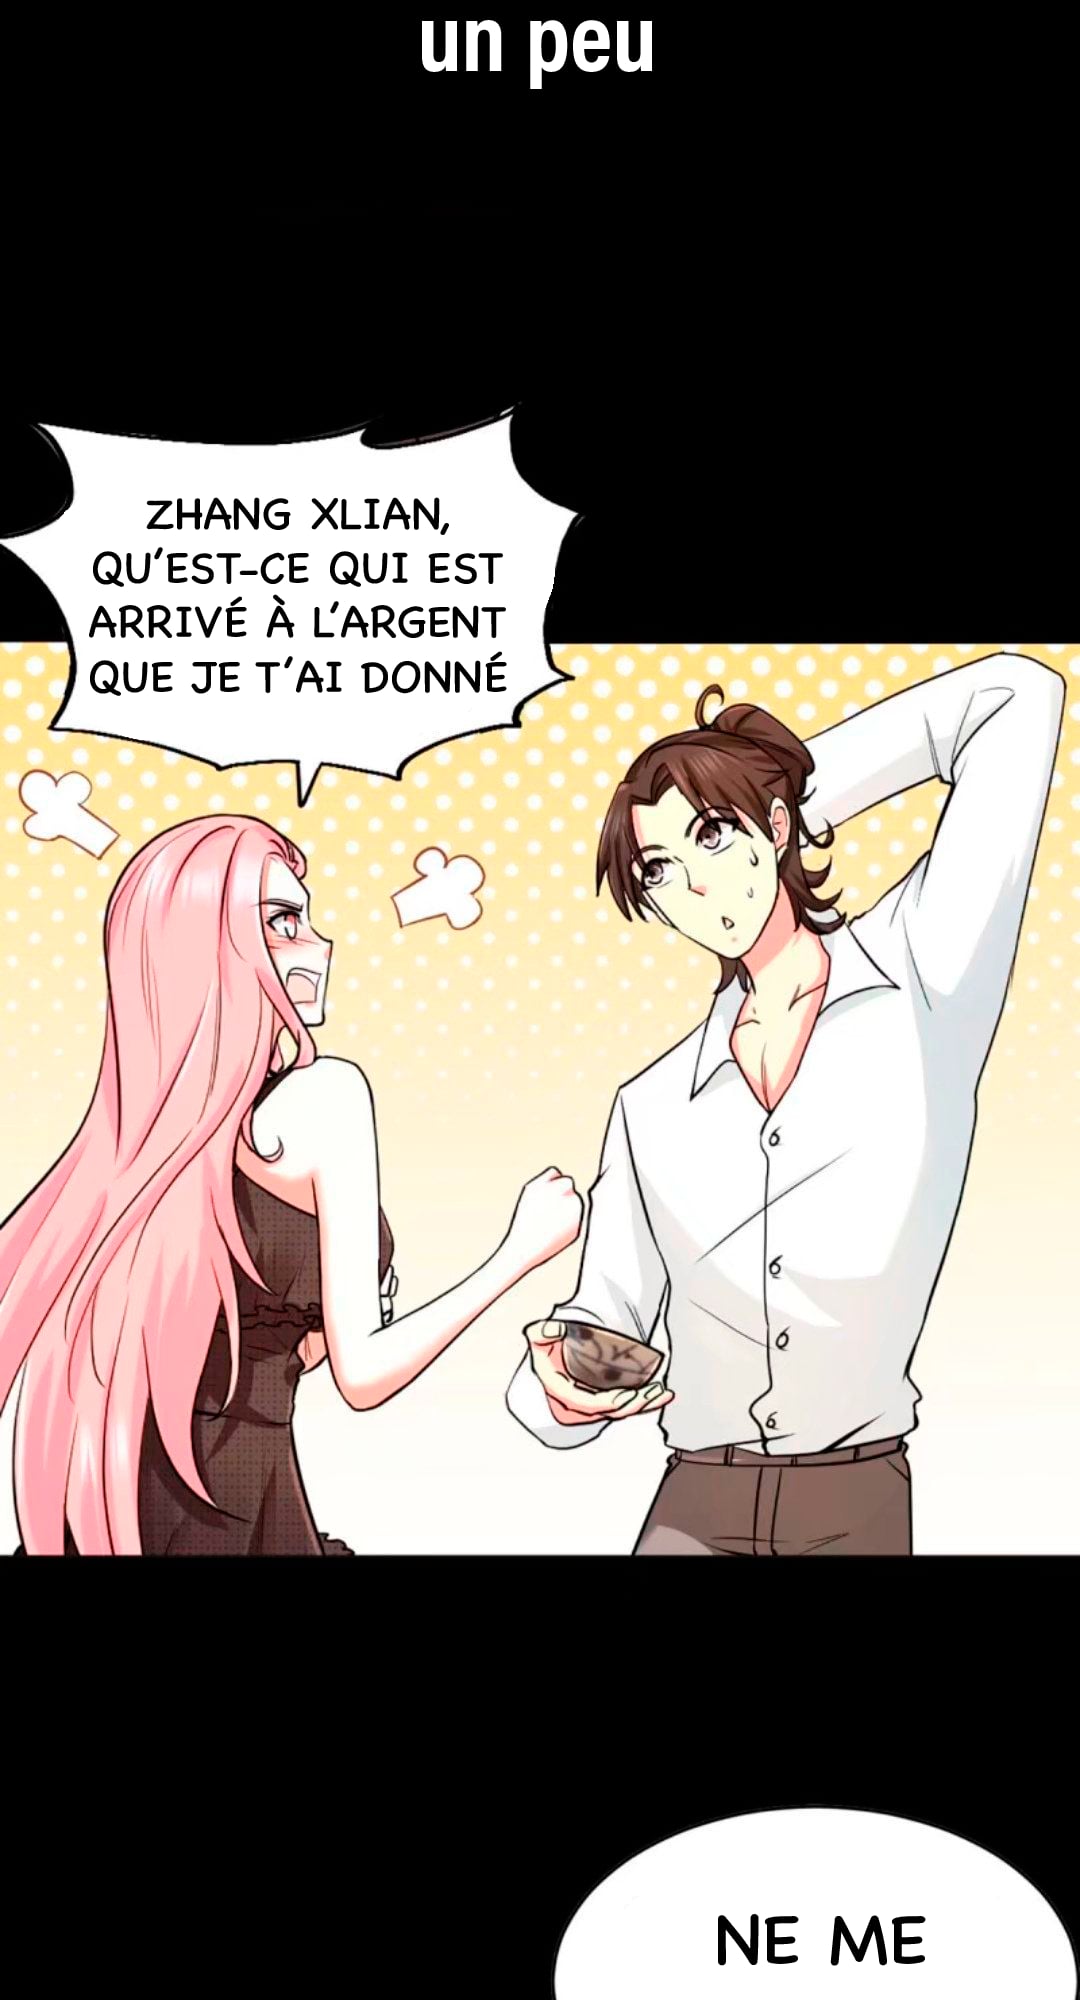 un peu
ZHANG XLIAN,
QU'EST-CE QUI EST
ARRIVÉ À L'ARGENT
QUE JE T'AI DONNÉ
NE ME